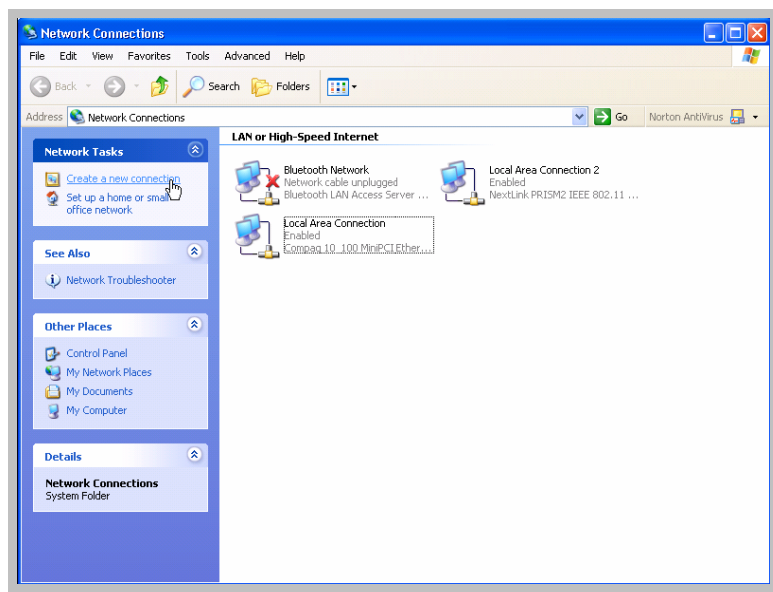 Network Connections
File Edit View Favorites Tools Advanced Help
Back Search Folders
Address Network Connections Go Norton AntiVirus
Network Tasks
Create a new connection
Set up a home or small
office network
See Also
Network Troubleshooter
Other Places
Control Panel
My Network Places
My Documents
My Computer
Details
Network Connections
System Folder
LAN or High-Speed Internet
Bluetooth Network
Network cable unplugged
Bluetooth LAN Access Server ...
Local Area Connection 2
Enabled
NextLink PRISM2 IEEE 802.11 ...
Local Area Connection
Enabled
Compaq 10_100 MiniPCI Ether...